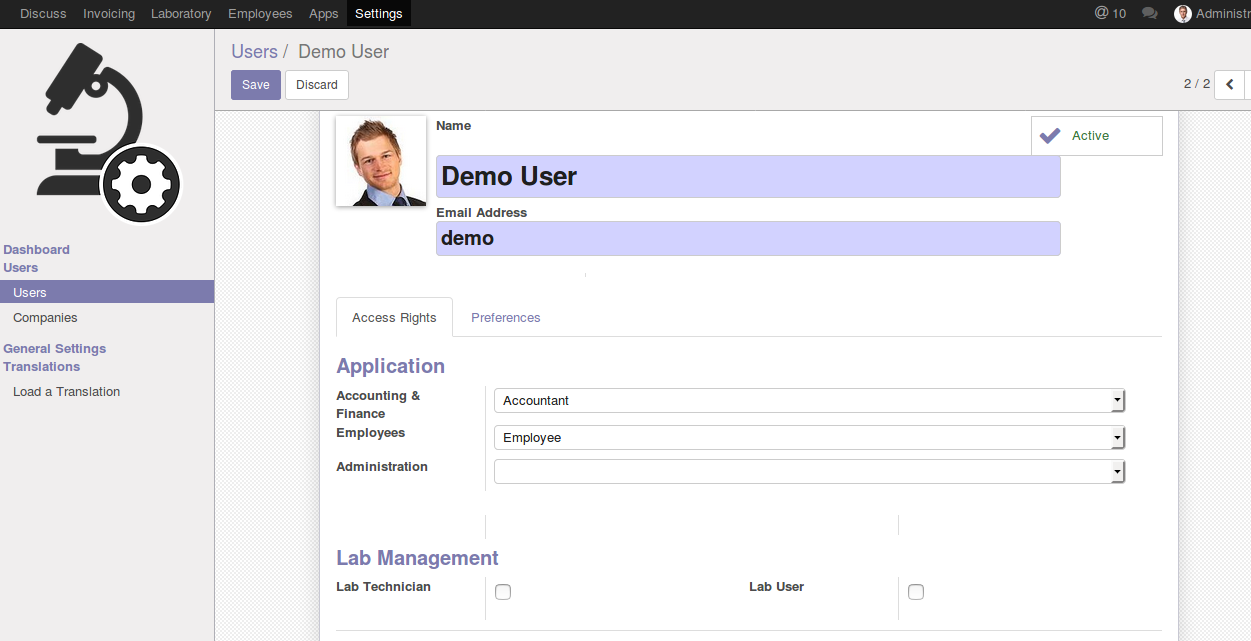 Discuss Invoicing Laboratory Employees Apps Settings @ 10 Administr
Users / Demo User
Save Discard 2 / 2
Name
Active
Demo User
Email Address
demo
Dashboard
Users
Users
Companies
General Settings
Translations
Load a Translation
Access Rights Preferences
Application
Accounting &
Finance
Accountant
Employees
Employee
Administration
Lab Management
Lab Technician Lab User